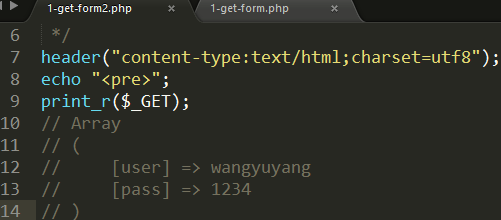 1-get-form2.php × 1-get-form.php ×
6 */
7 header("content-type:text/html;charset=utf8");
8 echo "<pre>";
9 print_r($_GET);
10 // Array
11 // (
12 //     [user] => wangyuyang
13 //     [pass] => 1234
14 // )